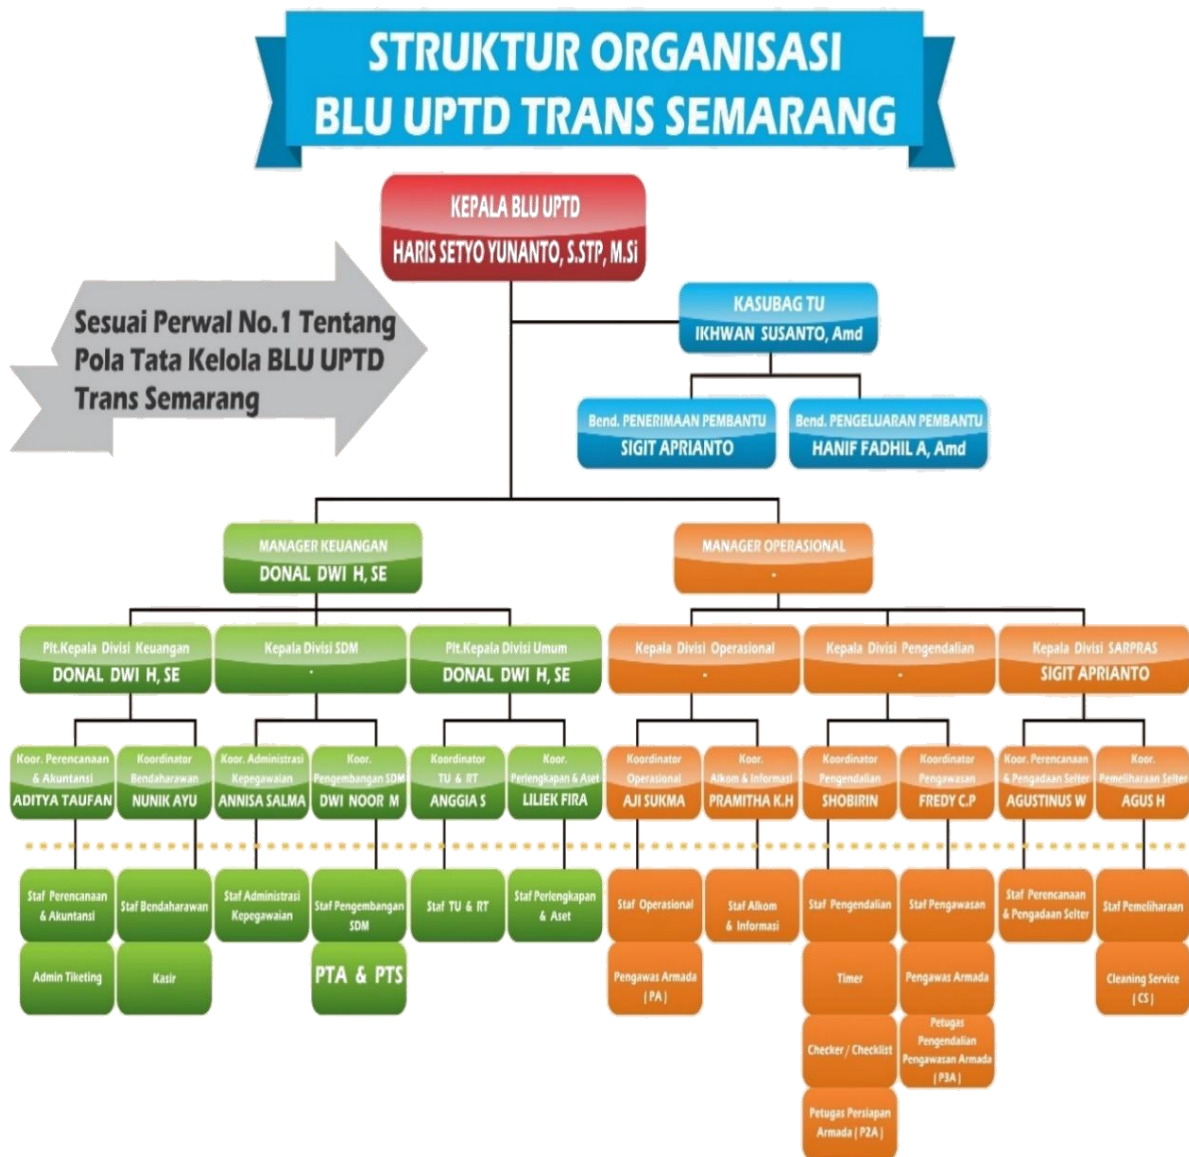 STRUKTUR ORGANISASI
BLU UPTD TRANS SEMARANG
KEPALA BLU UPTD
HARIS SETYO YUNANTO, S.STP, M.Si
Sesuai Perwal No.1 Tentang
Pola Tata Kelola BLU UPTD
Trans Semarang
KASUBAG TU
IKHWAN SUSANTO, Amd
Bend. PENERIMAAN PEMBANTU
SIGIT APRIANTO
Bend. PENGELUARAN PEMBANTU
HANIF FADHIL A, Amd
MANAGER KEUANGAN
DONAL DWI H, SE
MANAGER OPERASIONAL
-
Plt.Kepala Divisi Keuangan
DONAL DWI H, SE
Kepala Divisi SDM
-
Plt.Kepala Divisi Umum
DONAL DWI H, SE
Kepala Divisi Operasional
-
Kepala Divisi Pengendalian
-
Kepala Divisi SARPRAS
SIGIT APRIANTO
Koor. Perencanaan
& Akuntansi
ADITYA TAUFAN
Koordinator
Bendaharawan
NUNIK AYU
Koor. Administrasi
Kepegawaian
ANNISA SALMA
Koor.
Pengembangan SDM
DWI NOOR M
Koordinator
TU & RT
ANGGIA S
Koor.
Perlengkapan & Aset
LILIEK FIRA
Koordinator
Operasional
AJI SUKMA
Koor.
Alkom & Informasi
PRAMITHA K.H
Koordinator
Pengendalian
SHOBIRIN
Koordinator
Pengawasan
FREDY C.P
Koor. Perencanaan
& Pengadaan Selter
AGUSTINUS W
Koor.
Pemeliharaan Selter
AGUS H
Staf Perencanaan
& Akuntansi
Staf Bendaharawan
Staf Administrasi
Kepegawaian
Staf Pengembangan
SDM
Staf TU & RT
Staf Perlengkapan
& Aset
Staf Operasional
Staf Alkom
& Informasi
Staf Pengendalian
Staf Pengawasan
Staf Perencanaan
& Pengadaan Selter
Staf Pemeliharaan
Admin Tiketing
Kasir
PTA & PTS
Pengawas Armada
( PA )
Timer
Pengawas Armada
Cleaning Service
( CS )
Checker / Checklist
Petugas
Pengendalian
Pengawasan Armada
( P3A )
Petugas Persiapan
Armada ( P2A )